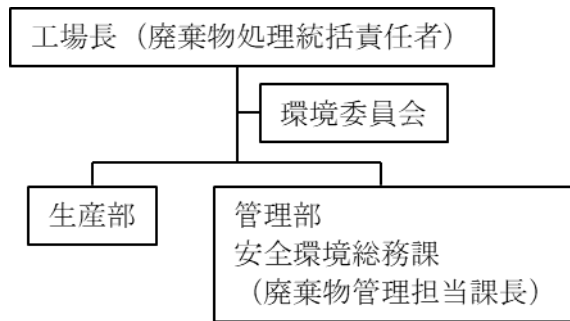 工場長（廃棄物処理統括責任者）
環境委員会
生産部
管理部
安全環境総務課
（廃棄物管理担当課長）